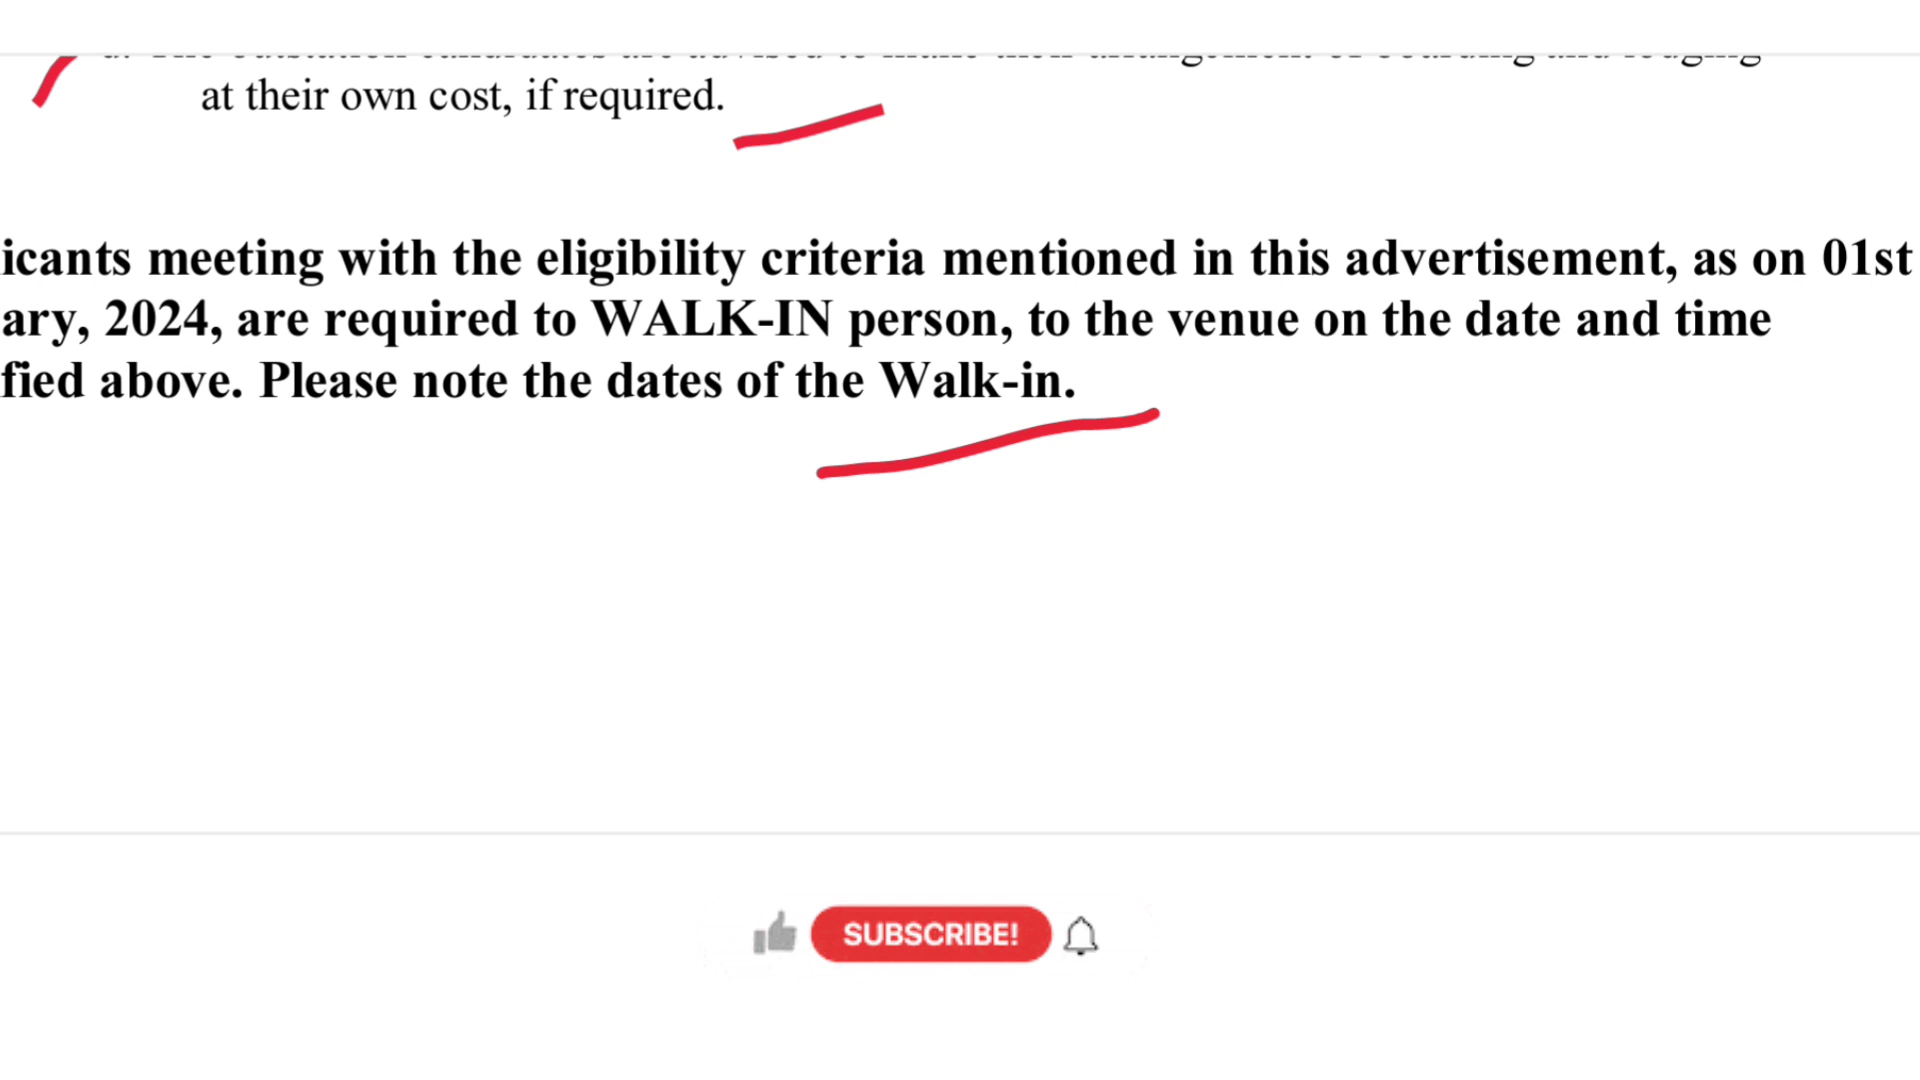 at their own cost, if required.
icants meeting with the eligibility criteria mentioned in this advertisement, as on 01st
ary, 2024, are required to WALK-IN person, to the venue on the date and time
fied above. Please note the dates of the Walk-in.
SUBSCRIBE!